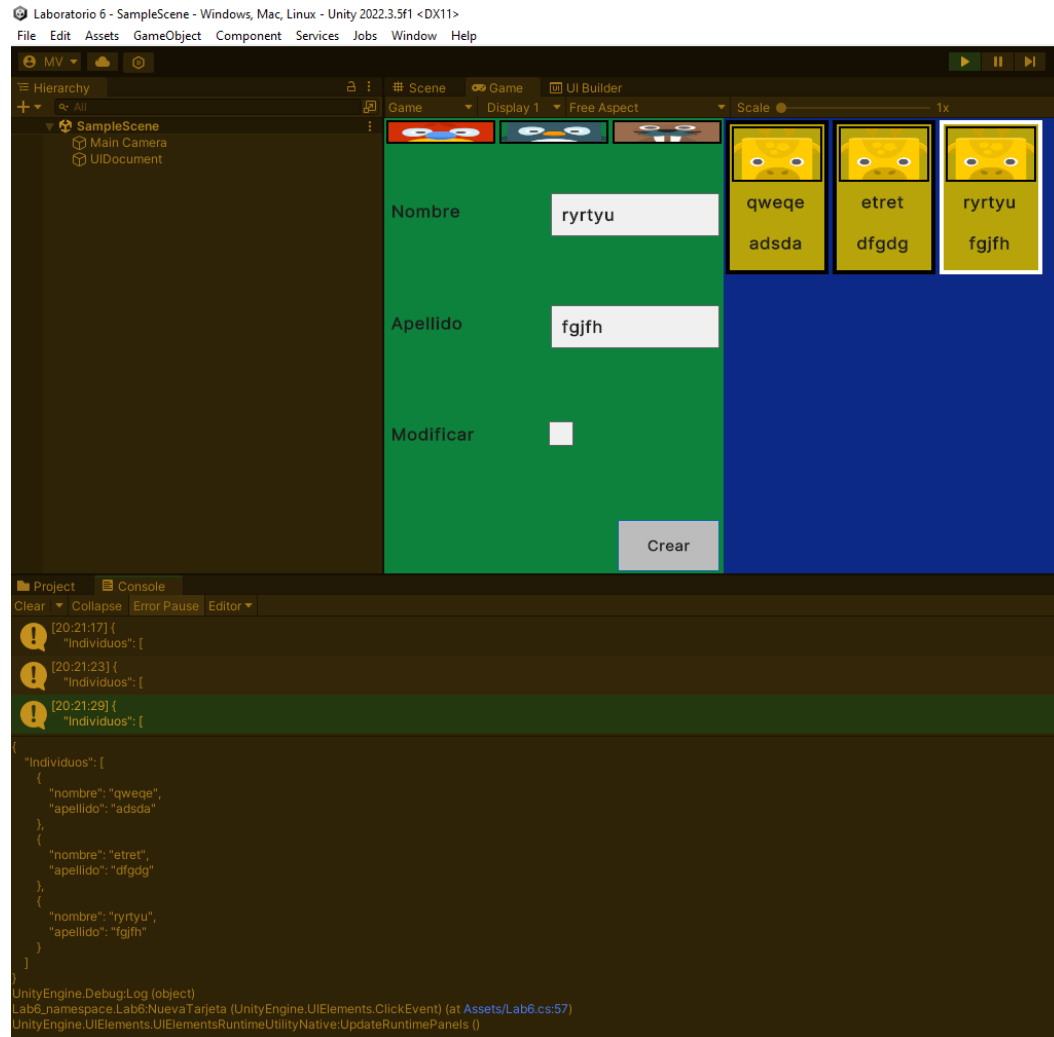 Laboratorio 6 - SampleScene - Windows, Mac, Linux - Unity 2022.3.5f1 <DX11>
File Edit Assets GameObject Component Services Jobs Window Help
MV
Hierarchy
All
SampleScene
Main Camera
UIDocument
Scene Game UI Builder
Game Display 1 Free Aspect Scale 1x
Nombre ryrtyu
Apellido fgjfh
Modificar
Crear
qweqe etret ryrtyu
adsda dfgdg fgjfh
Project Console
Clear Collapse Error Pause Editor
[20:21:17] {
"Individuos": [
[20:21:23] {
"Individuos": [
[20:21:29] {
"Individuos": [
{
"Individuos": [
{
"nombre": "qweqe",
"apellido": "adsda"
},
{
"nombre": "etret",
"apellido": "dfgdg"
},
{
"nombre": "ryrtyu",
"apellido": "fgjfh"
}
]
}
UnityEngine.Debug:Log (object)
Lab6_namespace.Lab6:NuevaTarjeta (UnityEngine.UIElements.ClickEvent) (at Assets/Lab6.cs:57)
UnityEngine.UIElements.UIElementsRuntimeUtilityNative:UpdateRuntimePanels ()